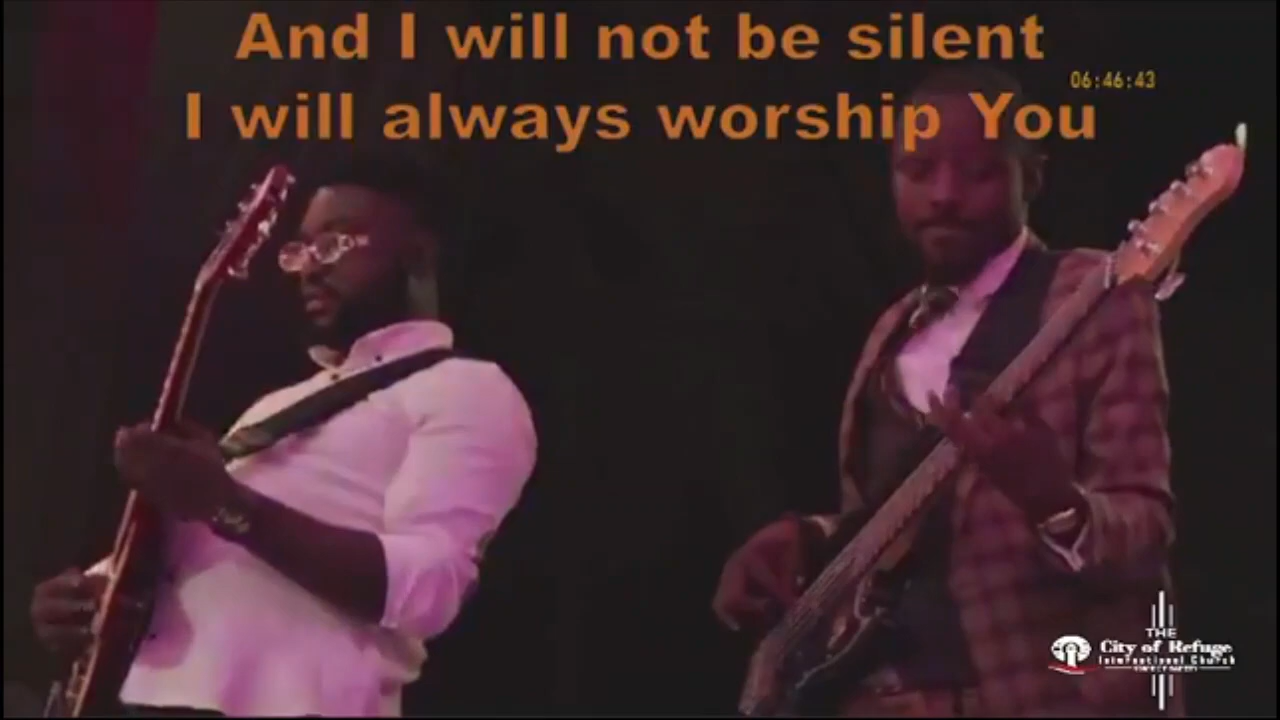 And I will not be silent
06:46:43
I will always worship You
THE
City of Refuge
International Church